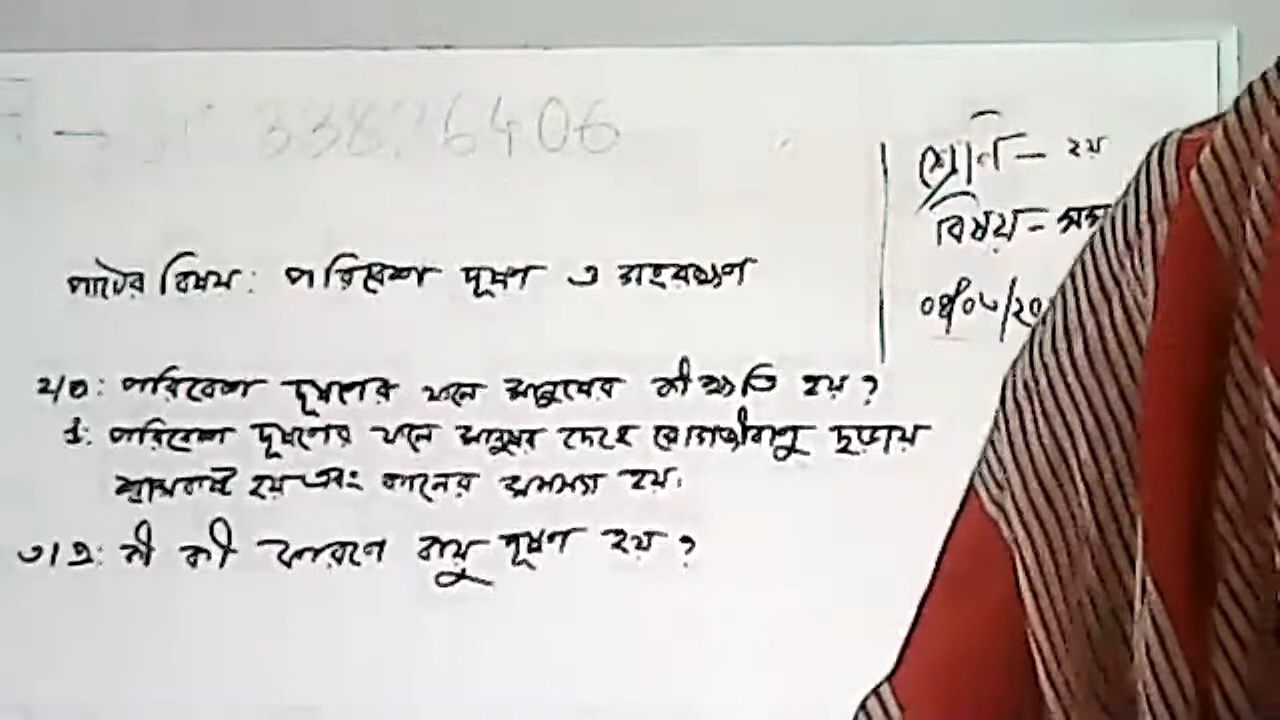 শ্রেণি - ২য়
বিষয় -
পাঠের বিষয়: পরিবেশ দূষণ ও সংরক্ষণ
২/প্র: পরিবেশ দূষণের ফলে মানুষের কী ক্ষতি হয়?
উ: পরিবেশ দূষণের ফলে মানুষের দেহে রোগজীবাণু ছড়ায়
শ্বাসকষ্ট হয় এবং কানের সমস্যা হয়।
৩/প্র: কী কী কারণে বায়ু দূষণ হয়?